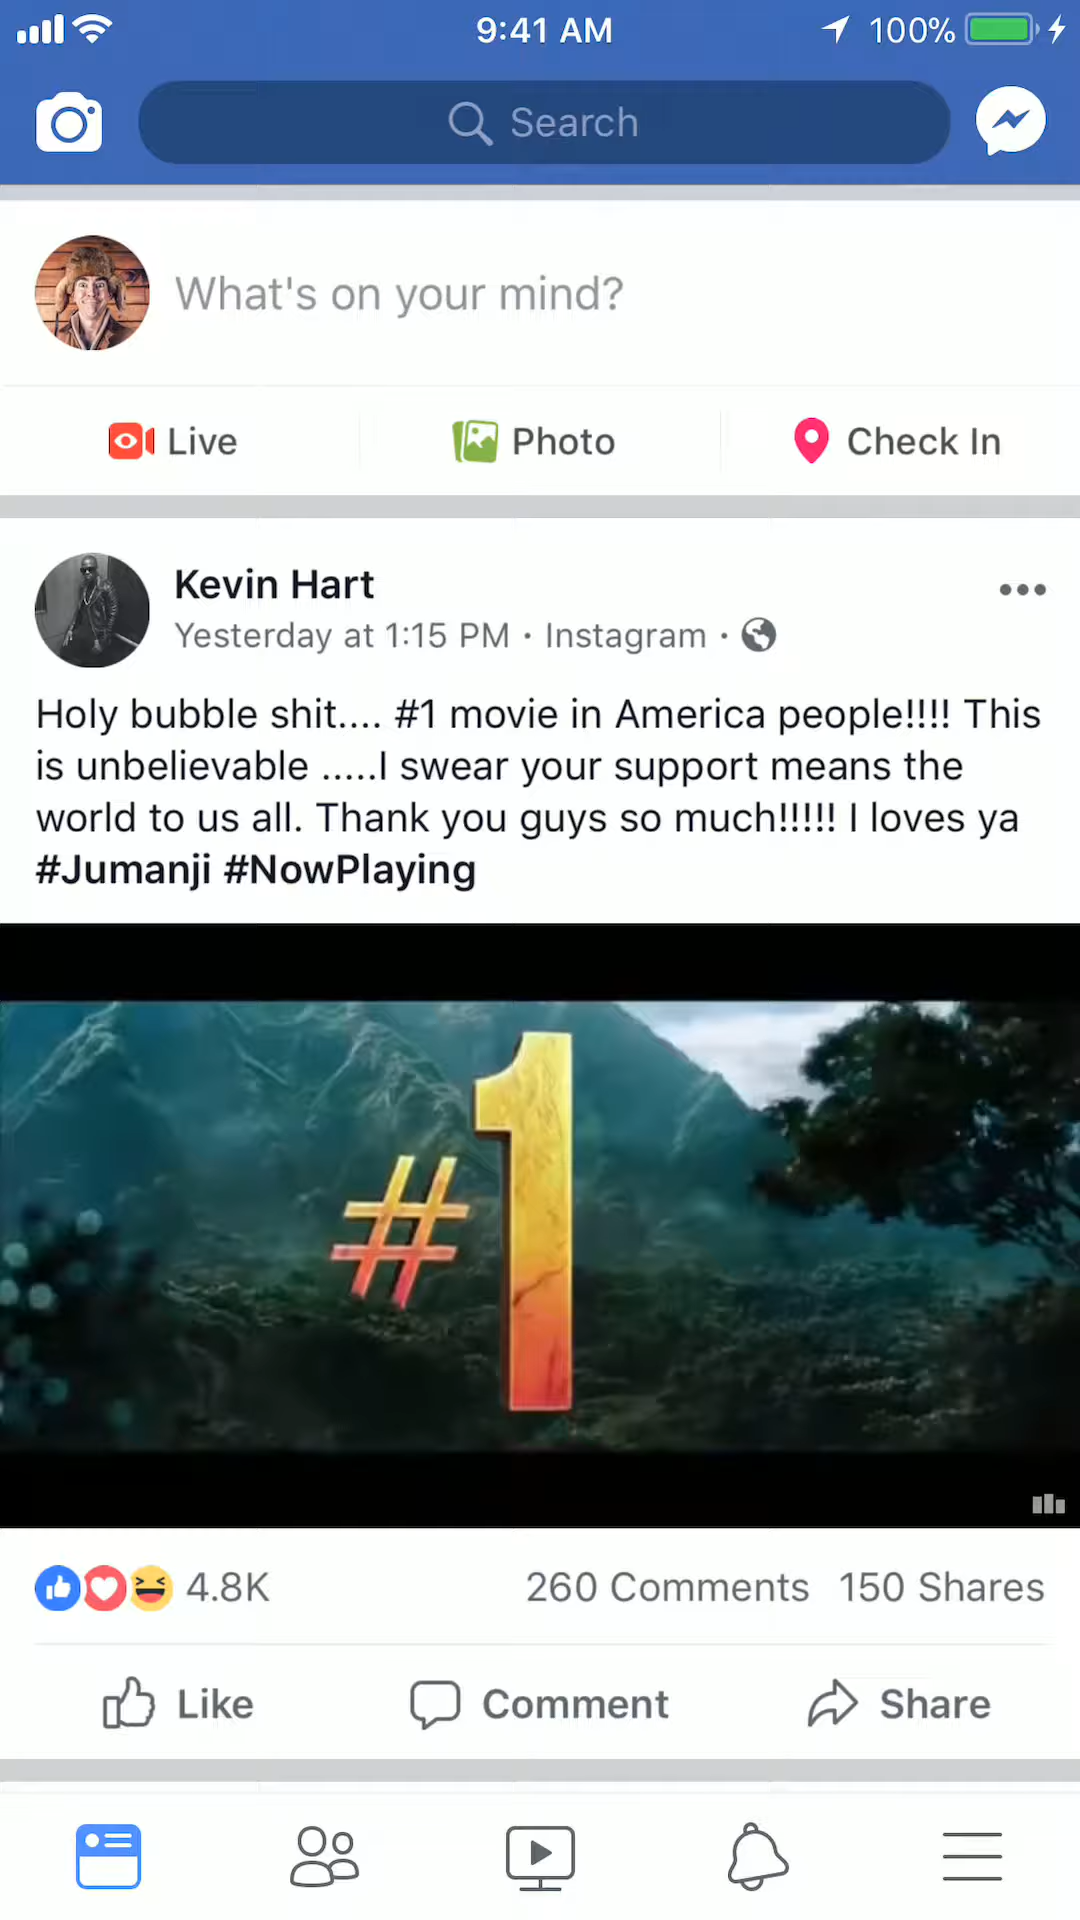 9:41 AM
100%
Search
What's on your mind?
Live
Photo
Check In
Kevin Hart
Yesterday at 1:15 PM · Instagram ·
Holy bubble shit.... #1 movie in America people!!!! This
is unbelievable .....I swear your support means the
world to us all. Thank you guys so much!!!!! I loves ya
#Jumanji #NowPlaying
#1
4.8K
260 Comments
150 Shares
Like
Comment
Share